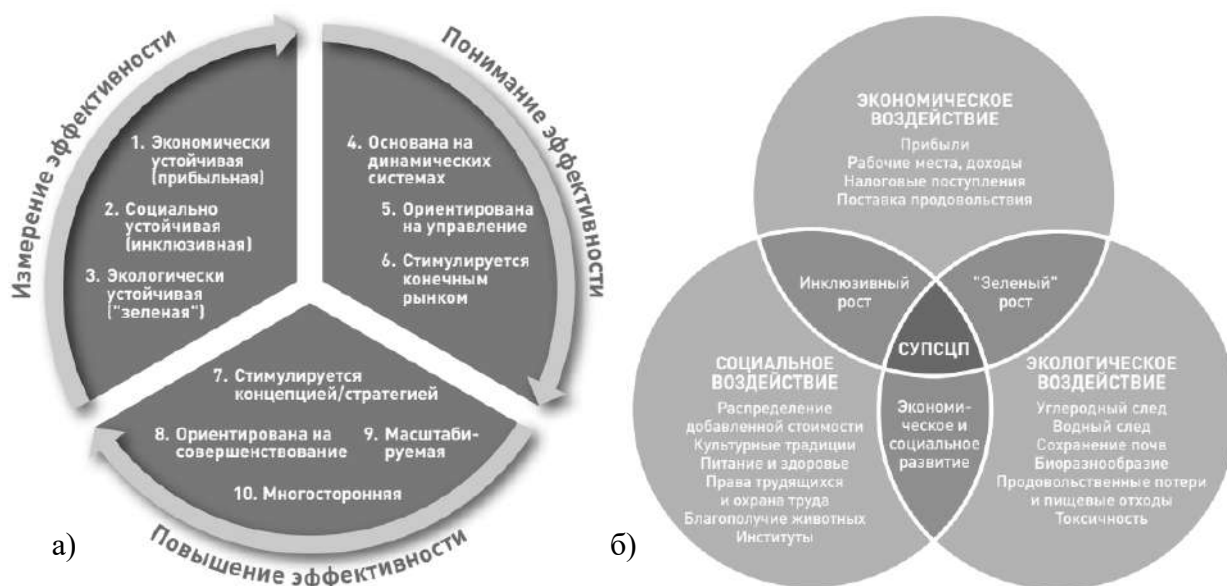 Измерение эффективности
Понимание эффективности
1. Экономически
устойчивая
(прибыльная)
2. Социально
устойчивая
(инклюзивная)
3. Экологически
устойчивая
("зеленая")
4. Основана на
динамических
системах
5. Ориентирована
на управление
6. Стимулируется
конечным
рынком
7. Стимулируется
концепцией/стратегией
8. Ориентирована на
совершенствование
9. Масштаби-
руемая
10. Многосторонняя
Повышение эффективности
а)
ЭКОНОМИЧЕСКОЕ
ВОЗДЕЙСТВИЕ
Прибыли
Рабочие места, доходы
Налоговые поступления
Поставка продовольствия
Инклюзивный
рост
"Зеленый"
рост
СУПСЦП
СОЦИАЛЬНОЕ
ВОЗДЕЙСТВИЕ
Распределение
добавленной стоимости
Культурные традиции
Питание и здоровье
Права трудящихся
и охрана труда
Благополучие животных
Институты
Экономи-
ческое и
социальное
развитие
ЭКОЛОГИЧЕСКОЕ
ВОЗДЕЙСТВИЕ
Углеродный след
Водный след
Сохранение почв
Биоразнообразие
Продовольственные потери
и пищевые отходы
Токсичность
б)